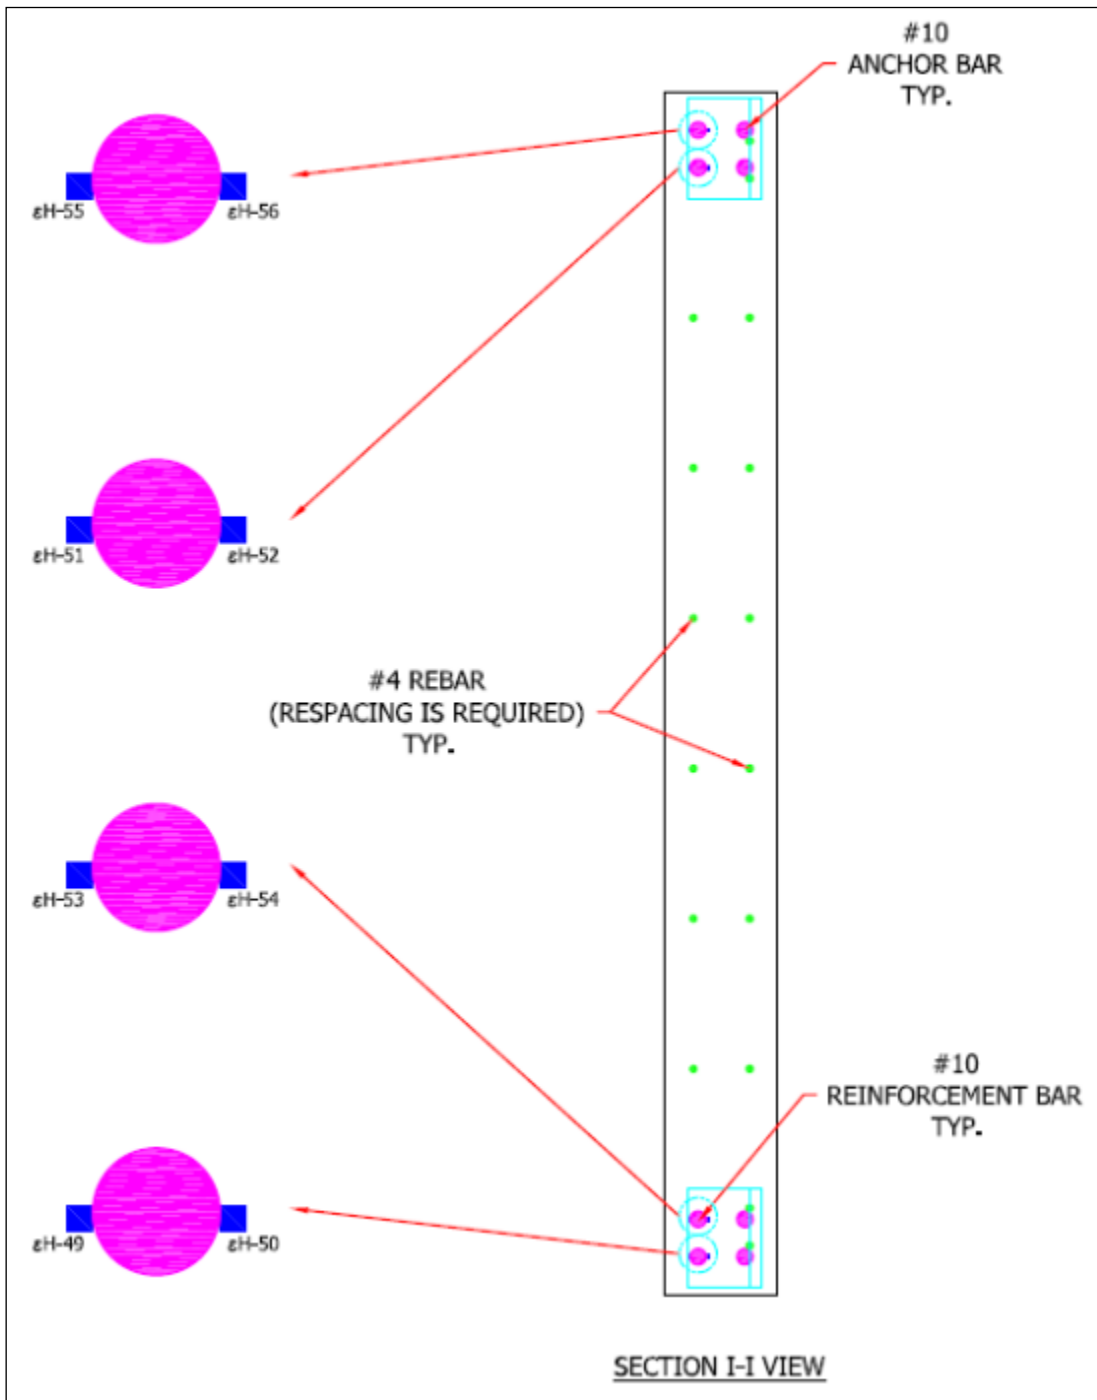 #10
ANCHOR BAR
TYP.
εH-55
εH-56
εH-51
εH-52
#4 REBAR
(RESPACING IS REQUIRED)
TYP.
εH-53
εH-54
#10
REINFORCEMENT BAR
TYP.
εH-49
εH-50
SECTION I-I VIEW